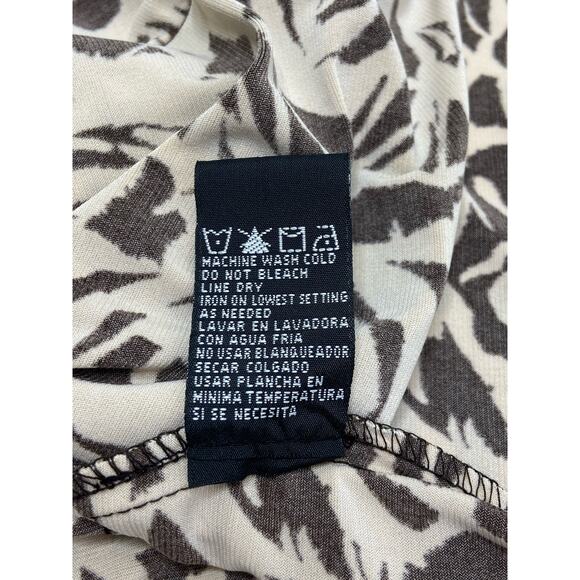 MACHINE WASH COLD
DO NOT BLEACH
LINE DRY
IRON ON LOWEST SETTING
AS NEEDED
LAVAR EN LAVADORA
CON AGUA FRIA
NO USAR BLANQUEADOR
SECAR COLGADO
USAR PLANCHA EN
MINIMA TEMPERATURA
SI SE NECESITA